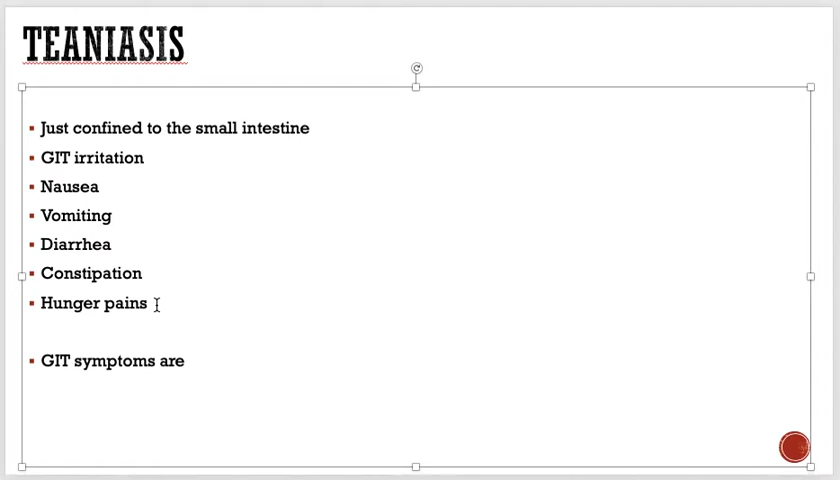 TEANIASIS
Just confined to the small intestine
GIT irritation
Nausea
Vomiting
Diarrhea
Constipation
Hunger pains
GIT symptoms are